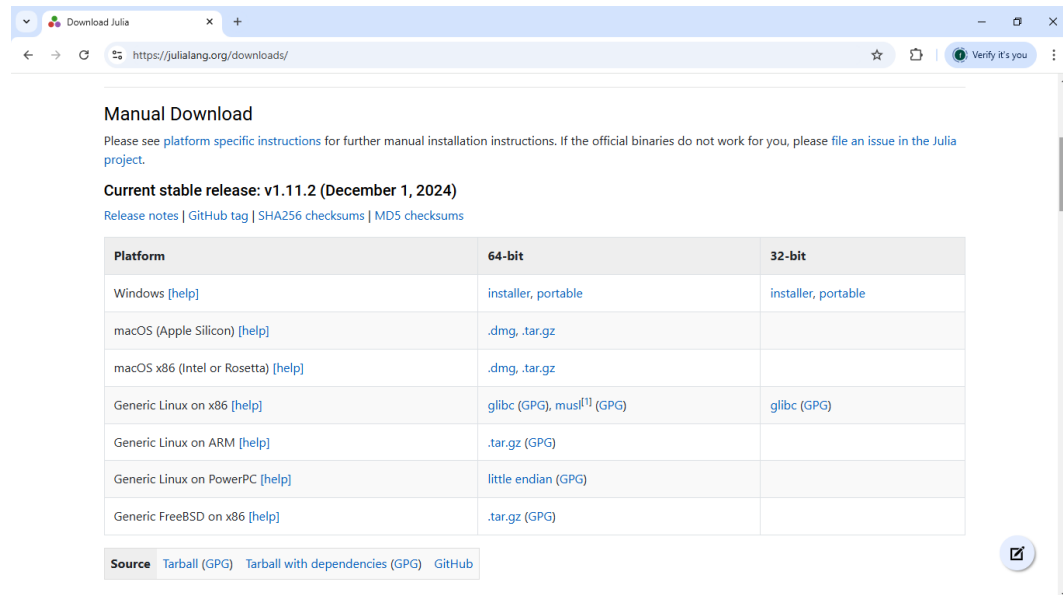 Download Julia
https://julialang.org/downloads/
Verify it's you
Manual Download
Please see platform specific instructions for further manual installation instructions. If the official binaries do not work for you, please file an issue in the Julia
project.
Current stable release: v1.11.2 (December 1, 2024)
Release notes | GitHub tag | SHA256 checksums | MD5 checksums
Platform 64-bit 32-bit
Windows [help] installer, portable installer, portable
macOS (Apple Silicon) [help] .dmg, .tar.gz
macOS x86 (Intel or Rosetta) [help] .dmg, .tar.gz
Generic Linux on x86 [help] glibc (GPG), musl[1] (GPG) glibc (GPG)
Generic Linux on ARM [help] .tar.gz (GPG)
Generic Linux on PowerPC [help] little endian (GPG)
Generic FreeBSD on x86 [help] .tar.gz (GPG)
Source Tarball (GPG) Tarball with dependencies (GPG) GitHub